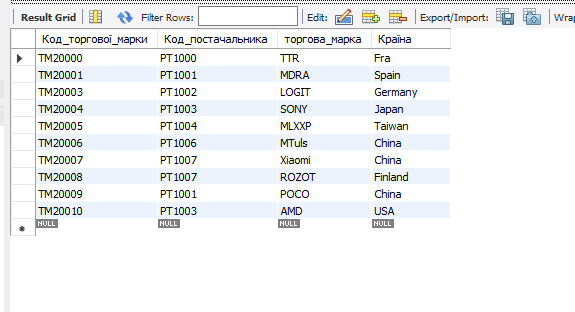 Result Grid Filter Rows: Edit: Export/Import: Wrap
Код_торгової_марки Код_постачальника торгова_марка Країна
TM20000 PT1000 TTR Fra
TM20001 PT1001 MDRA Spain
TM20003 PT1002 LOGIT Germany
TM20004 PT1003 SONY Japan
TM20005 PT1004 MLXXP Taiwan
TM20006 PT1006 MTuls China
TM20007 PT1007 Xiaomi China
TM20008 PT1007 ROZOT Finland
TM20009 PT1001 POCO China
TM20010 PT1003 AMD USA
NULL NULL NULL NULL